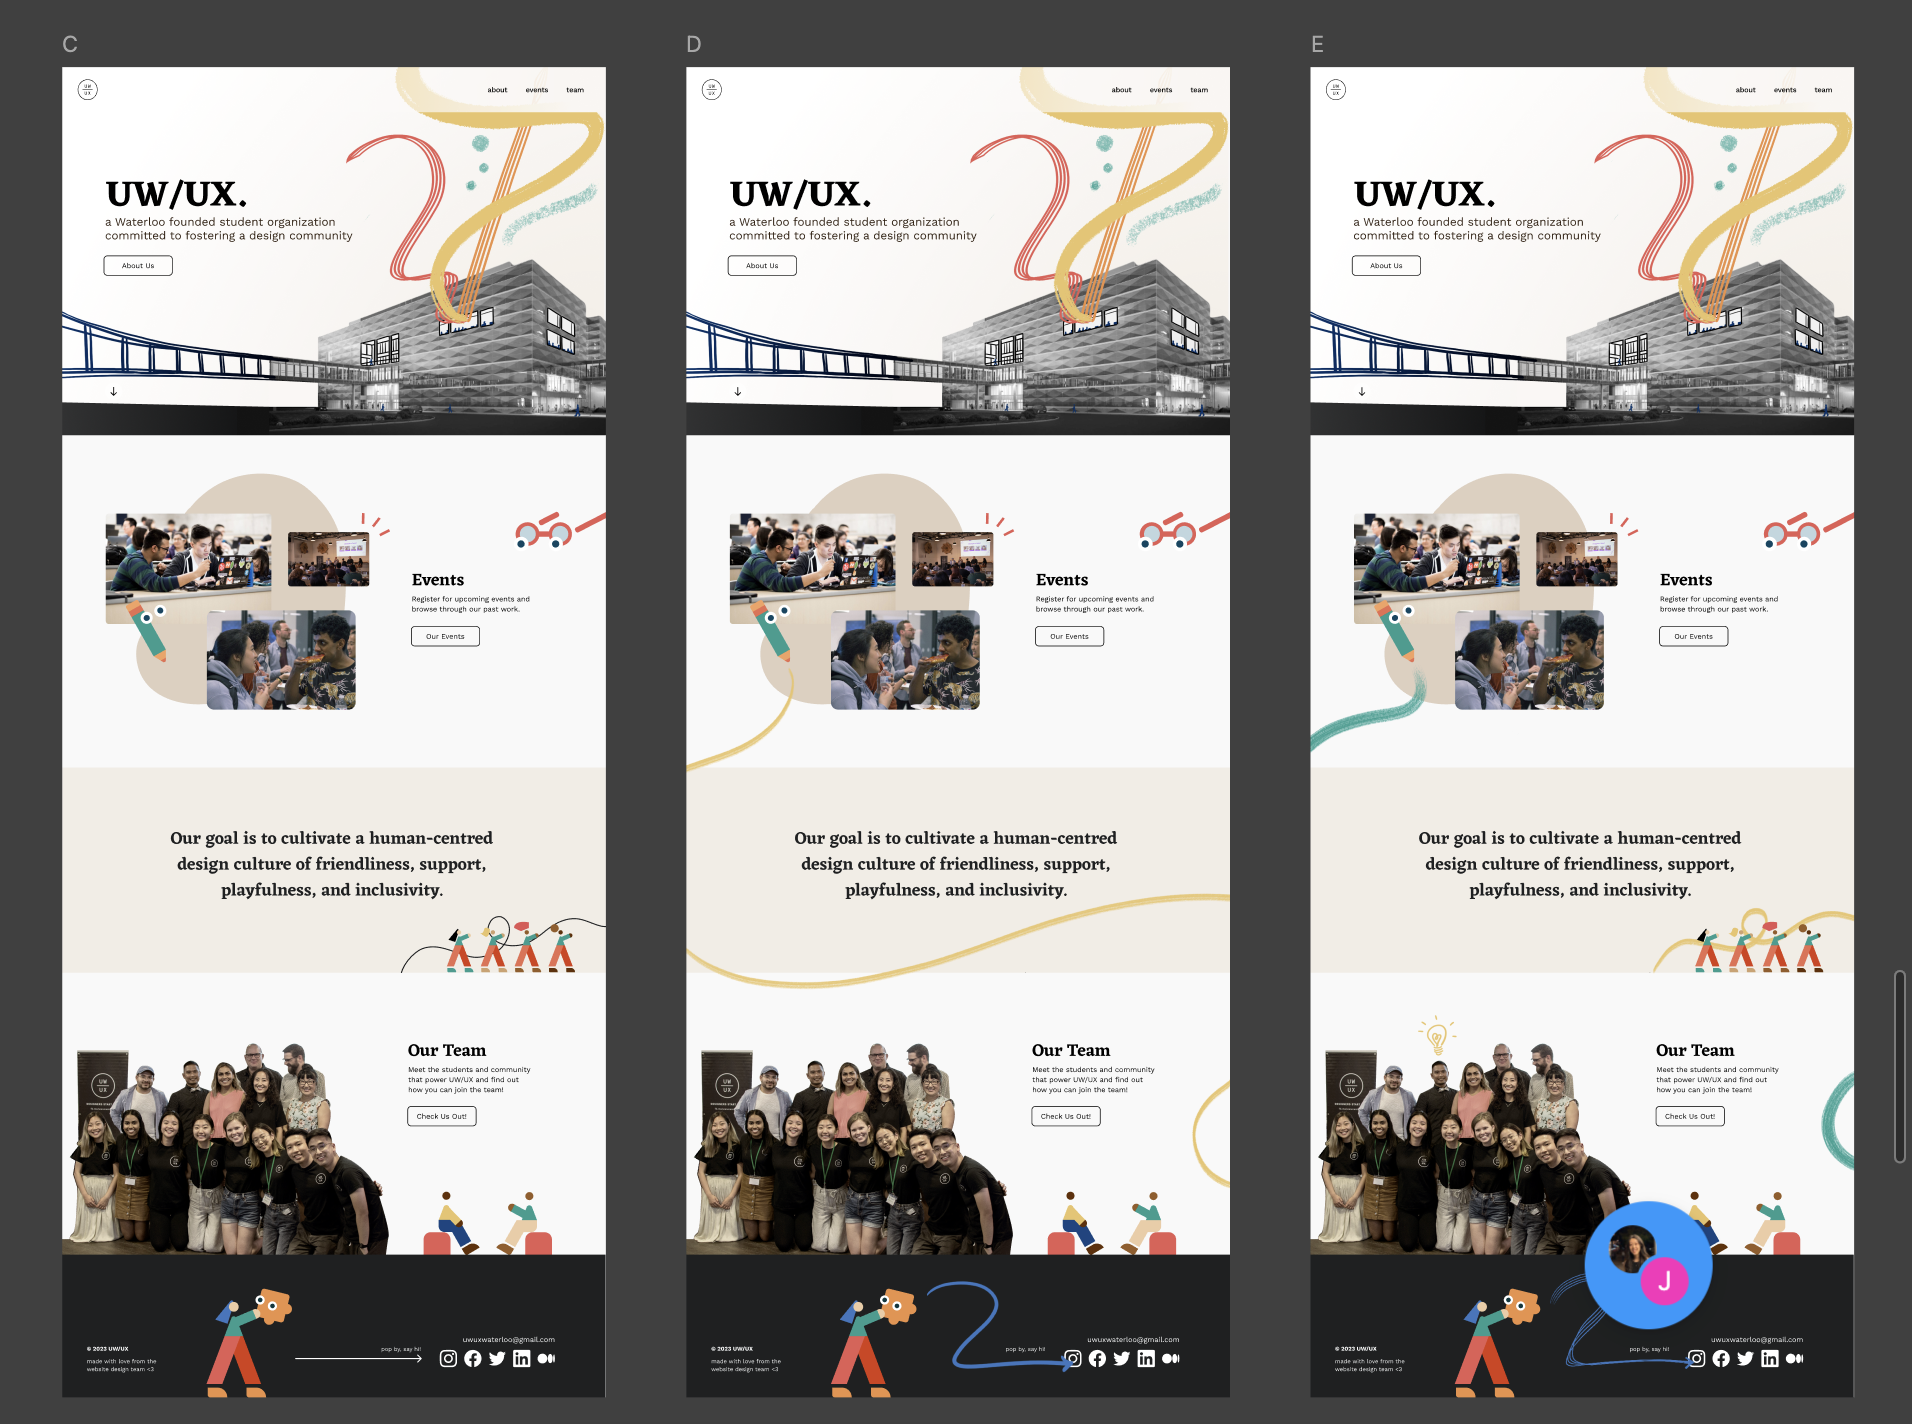 C
UW
UX
about events team
UW/UX.
a Waterloo founded student organization
committed to fostering a design community
About Us
Events
Register for upcoming events and
browse through our past work.
Our Events
Our goal is to cultivate a human-centred
design culture of friendliness, support,
playfulness, and inclusivity.
UW
UX
Our Team
Meet the students and community
that power UW/UX and find out
how you can join the team!
Check Us Out!
uwuxwaterloo@gmail.com
pop by, say hi!
© 2023 UW/UX
made with love from the
website design team <3
D
UW
UX
about events team
UW/UX.
a Waterloo founded student organization
committed to fostering a design community
About Us
Events
Register for upcoming events and
browse through our past work.
Our Events
Our goal is to cultivate a human-centred
design culture of friendliness, support,
playfulness, and inclusivity.
UW
UX
Our Team
Meet the students and community
that power UW/UX and find out
how you can join the team!
Check Us Out!
uwuxwaterloo@gmail.com
pop by, say hi!
© 2023 UW/UX
made with love from the
website design team <3
E
UW
UX
about events team
UW/UX.
a Waterloo founded student organization
committed to fostering a design community
About Us
Events
Register for upcoming events and
browse through our past work.
Our Events
Our goal is to cultivate a human-centred
design culture of friendliness, support,
playfulness, and inclusivity.
UW
UX
Our Team
Meet the students and community
that power UW/UX and find out
how you can join the team!
Check Us Out!
J
uwuxwaterloo@gmail.com
pop by, say hi!
© 2023 UW/UX
made with love from the
website design team <3